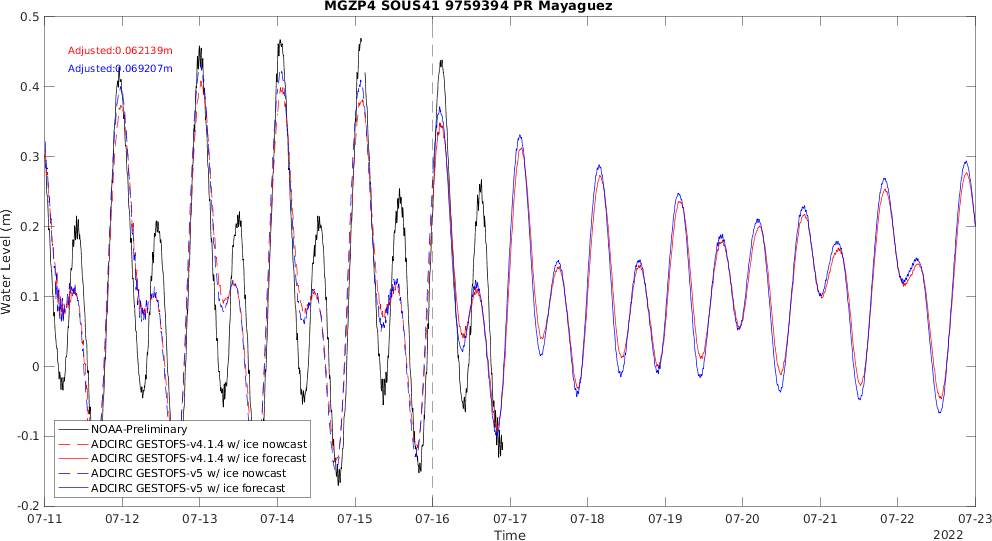 MGZP4 SOUS41 9759394 PR Mayaguez
0.5
0.4
0.3
0.2
0.1
0
-0.1
-0.2
Water Level (m)
Adjusted:0.062139m
Adjusted:0.069207m
NOAA-Preliminary
ADCIRC GESTOFS-v4.1.4 w/ ice nowcast
ADCIRC GESTOFS-v4.1.4 w/ ice forecast
ADCIRC GESTOFS-v5 w/ ice nowcast
ADCIRC GESTOFS-v5 w/ ice forecast
07-11 07-12 07-13 07-14 07-15 07-16 07-17 07-18 07-19 07-20 07-21 07-22 07-23
Time
2022